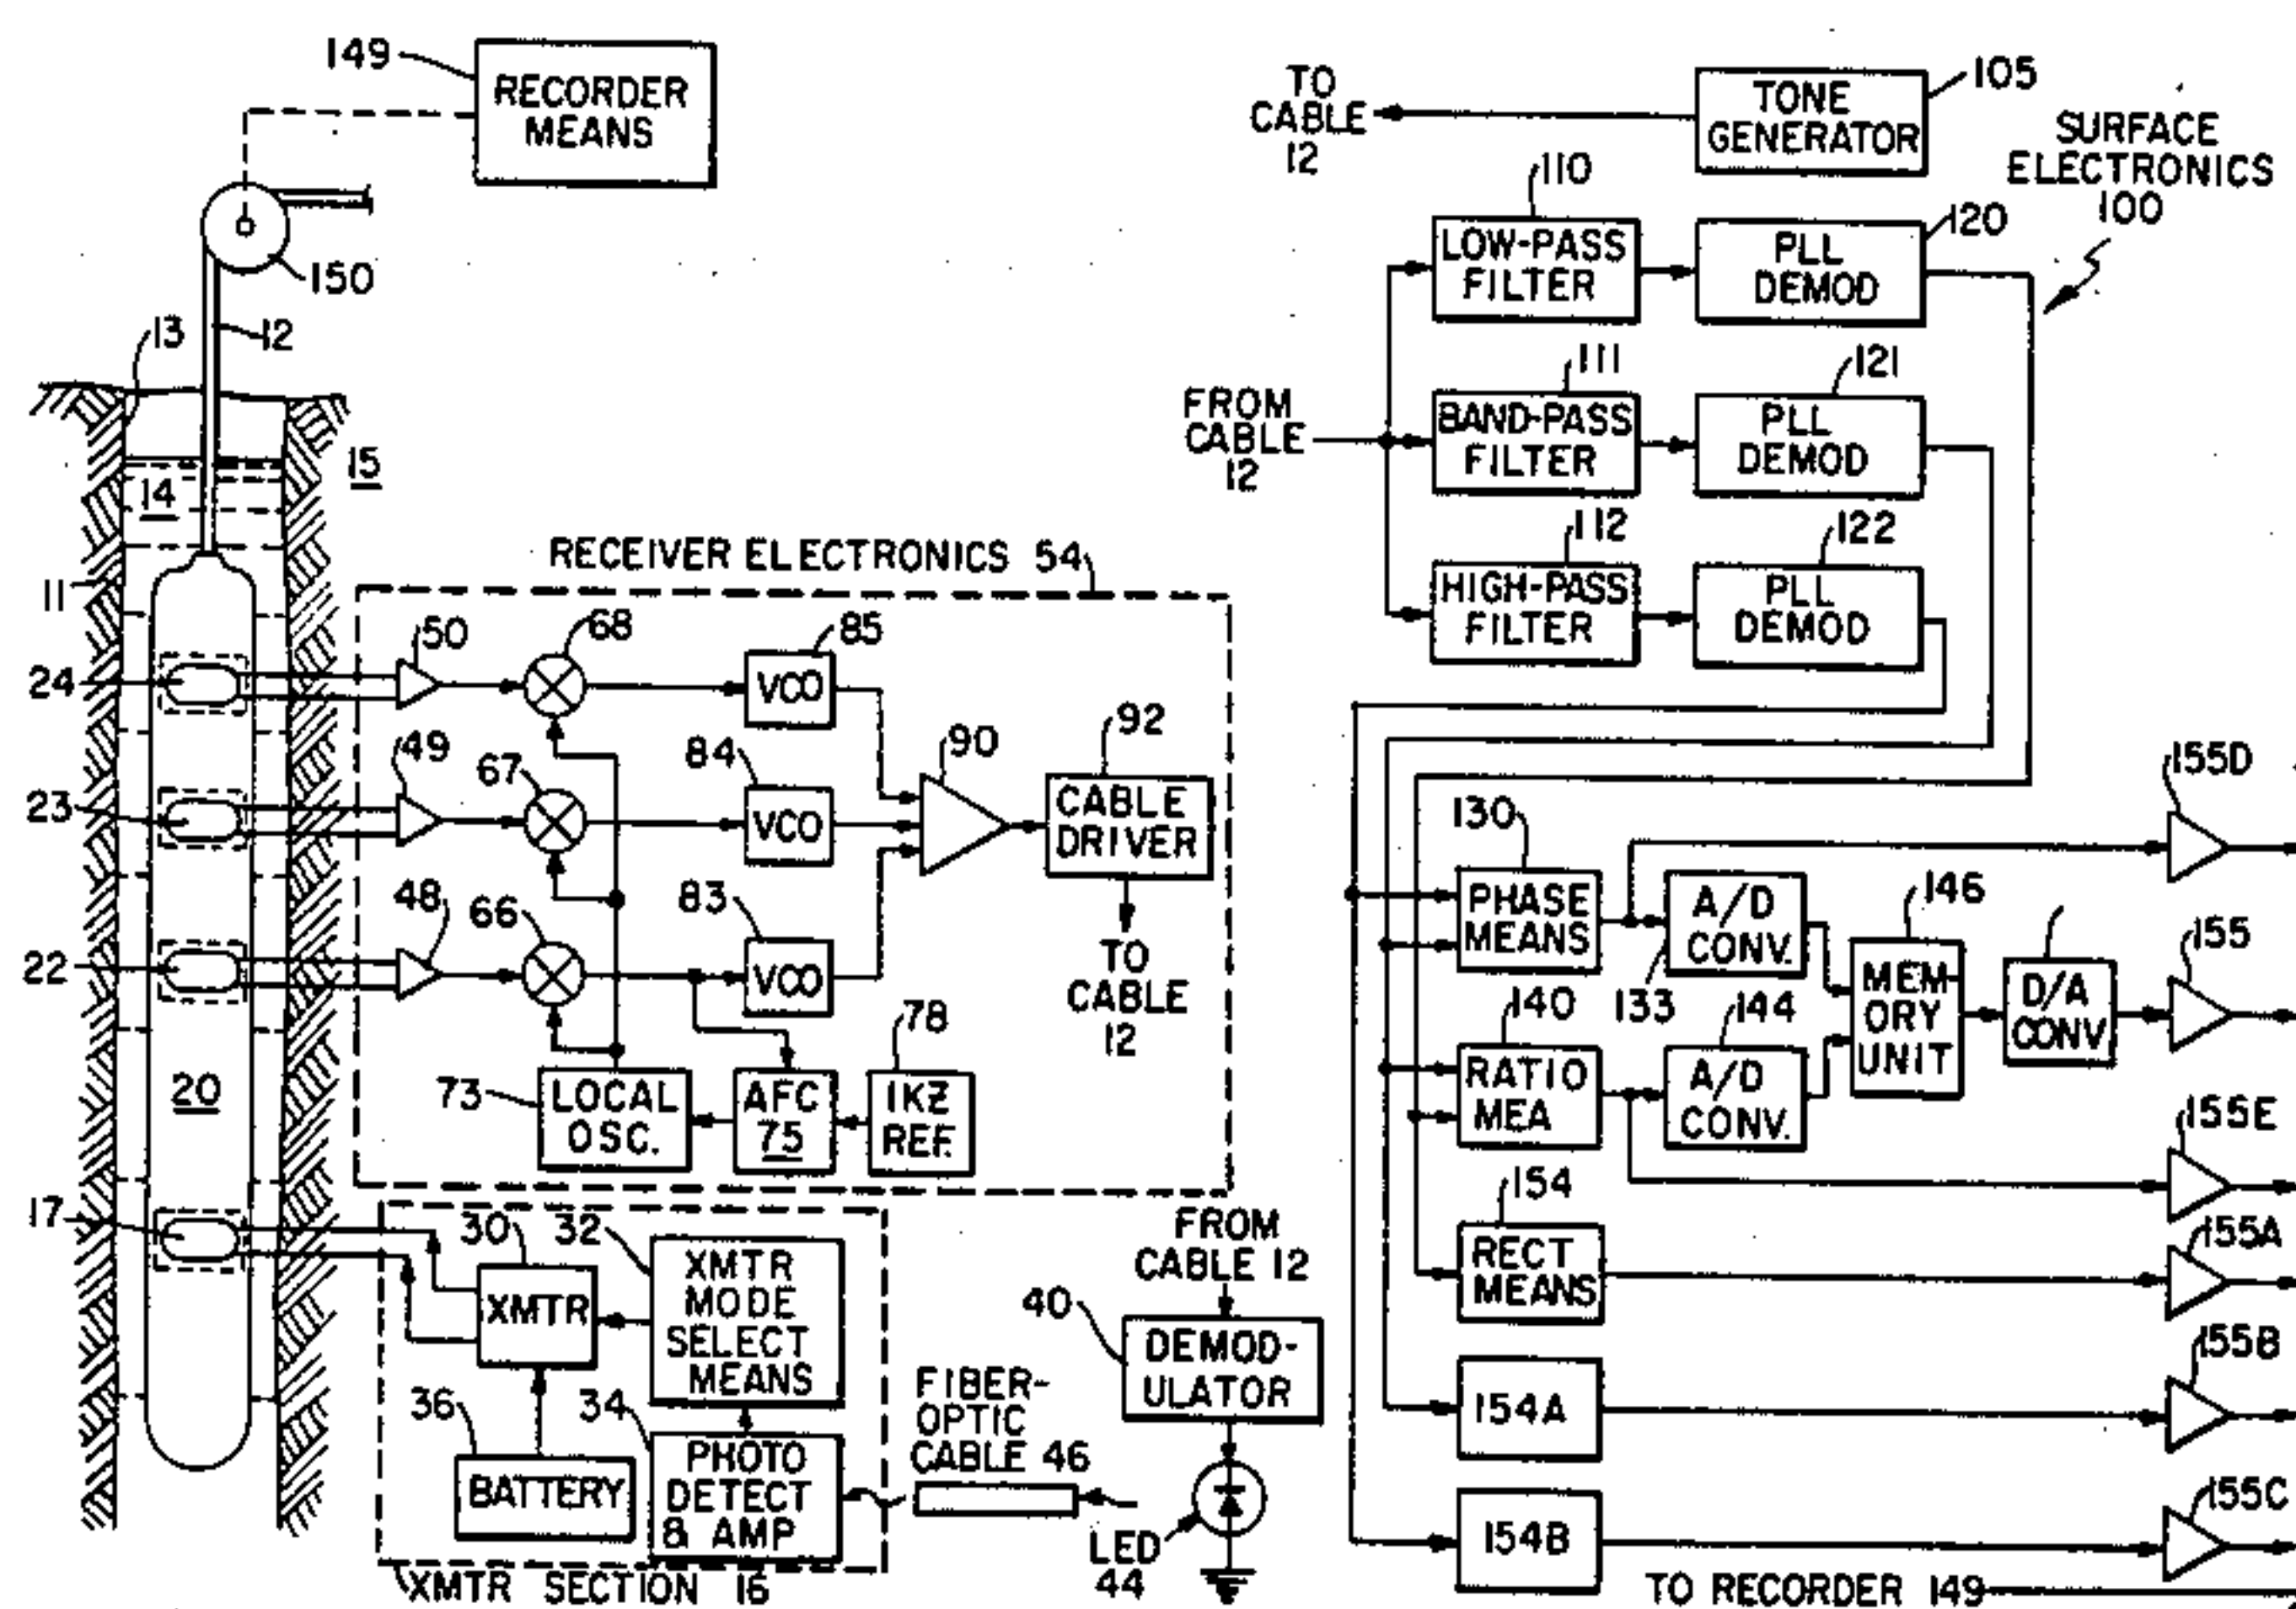 149
RECORDER
MEANS
150
13
12
15
14
11
24
23
22
20
17
RECEIVER ELECTRONICS 54
50
68
85
VCO
49
67
84
VCO
90
92
CABLE
DRIVER
48
66
83
VCO
TO
CABLE
12
78
73
LOCAL
OSC.
AFC
75
1KZ
REF.
30
XMTR
32
XMTR
MODE
SELECT
MEANS
36
BATTERY
34
PHOTO
DETECT
& AMP
XMTR SECTION 16
FIBER-
OPTIC
CABLE 46
FROM
CABLE 12
40
DEMOD-
ULATOR
LED
44
TO
CABLE
12
TONE
GENERATOR
105
SURFACE
ELECTRONICS
100
110
LOW-PASS
FILTER
PLL
DEMOD
120
FROM
CABLE
12
111
BAND-PASS
FILTER
121
PLL
DEMOD
112
HIGH-PASS
FILTER
122
PLL
DEMOD
130
PHASE
MEANS
A/D
CONV.
133
146
MEM-
ORY
UNIT
D/A
CONV
155D
155
140
RATIO
MEA
144
A/D
CONV.
155E
154
RECT
MEANS
155A
154A
155B
154B
155C
TO RECORDER 149